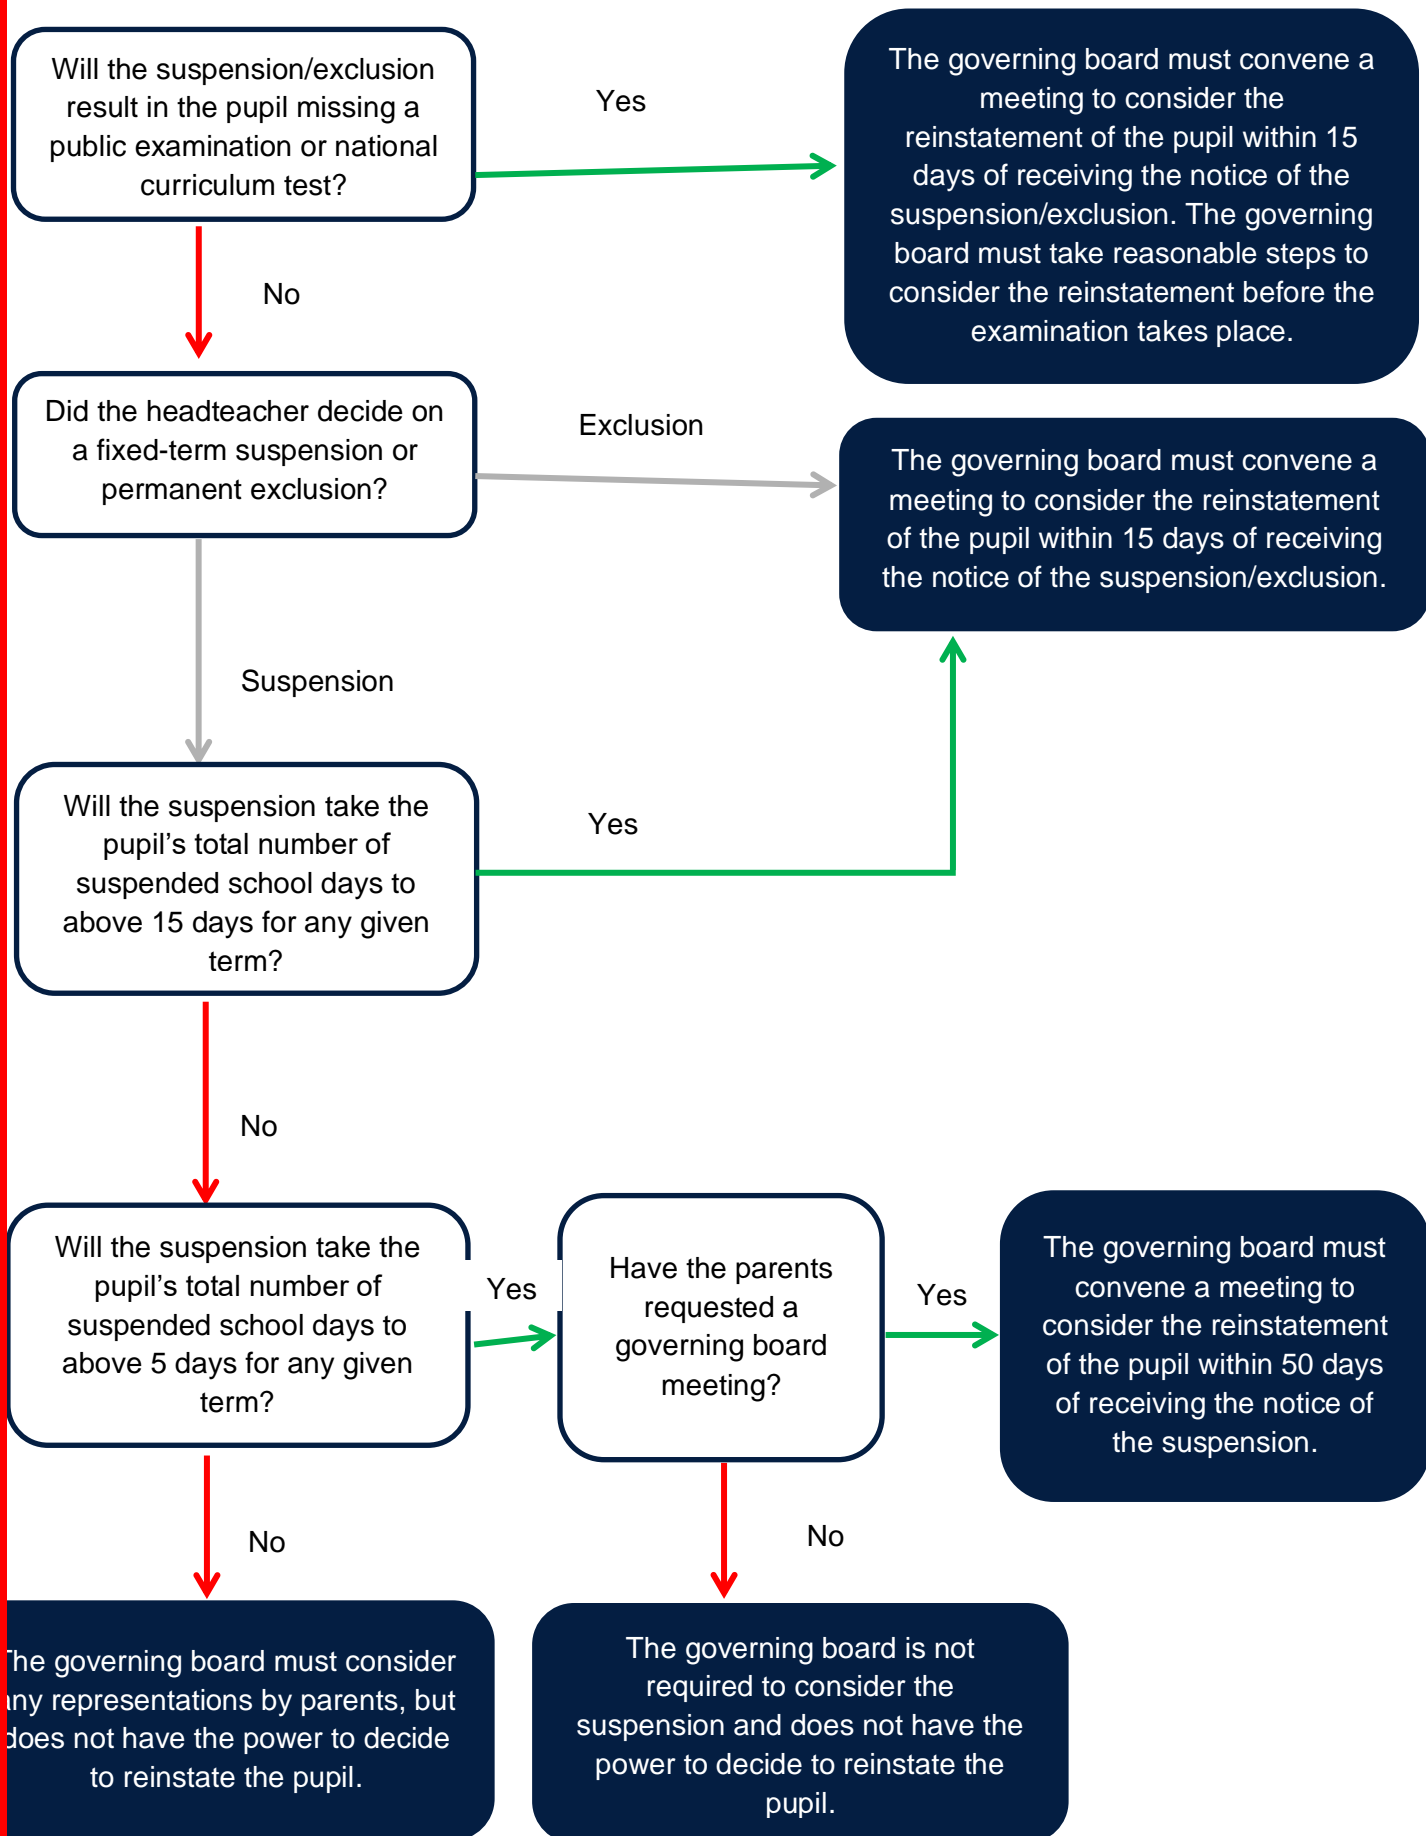 Will the suspension/exclusion
result in the pupil missing a
public examination or national
curriculum test?
Yes
The governing board must convene a
meeting to consider the
reinstatement of the pupil within 15
days of receiving the notice of the
suspension/exclusion. The governing
board must take reasonable steps to
consider the reinstatement before the
examination takes place.
No
Did the headteacher decide on
a fixed-term suspension or
permanent exclusion?
Exclusion
The governing board must convene a
meeting to consider the reinstatement
of the pupil within 15 days of receiving
the notice of the suspension/exclusion.
Suspension
Will the suspension take the
pupil’s total number of
suspended school days to
above 15 days for any given
term?
Yes
No
Will the suspension take the
pupil’s total number of
suspended school days to
above 5 days for any given
term?
Yes
Have the parents
requested a
governing board
meeting?
Yes
The governing board must
convene a meeting to
consider the reinstatement
of the pupil within 50 days
of receiving the notice of
the suspension.
No
No
The governing board must consider
any representations by parents, but
does not have the power to decide
to reinstate the pupil.
The governing board is not
required to consider the
suspension and does not have the
power to decide to reinstate the
pupil.